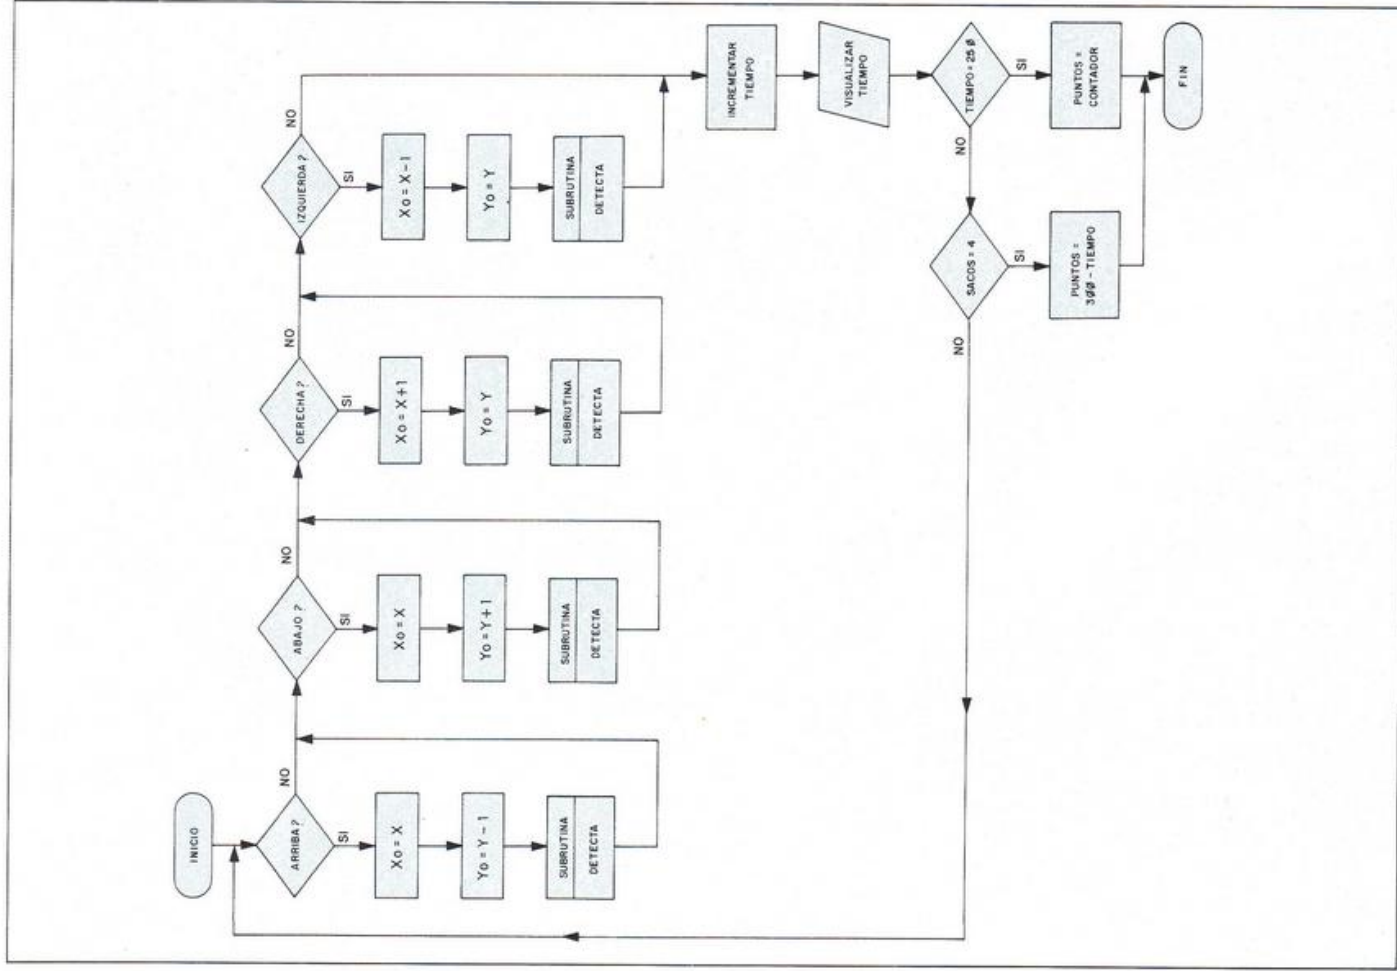 INICIO
ARRIBA?
NO
SI
Xo = X
Yo = Y - 1
SUBRUTINA
DETECTA
ABAJO?
NO
SI
Xo = X
Yo = Y+1
SUBRUTINA
DETECTA
DERECHA?
NO
SI
Xo = X+1
Yo = Y
SUBRUTINA
DETECTA
IZQUIERDA?
NO
SI
Xo = X-1
Yo = Y
SUBRUTINA
DETECTA
INCREMENTAR
TIEMPO
VISUALIZAR
TIEMPO
TIEMPO = 25Ø
NO
SI
PUNTOS =
CONTADOR
SACOS = 4
NO
SI
PUNTOS =
3ØØ - TIEMPO
FIN